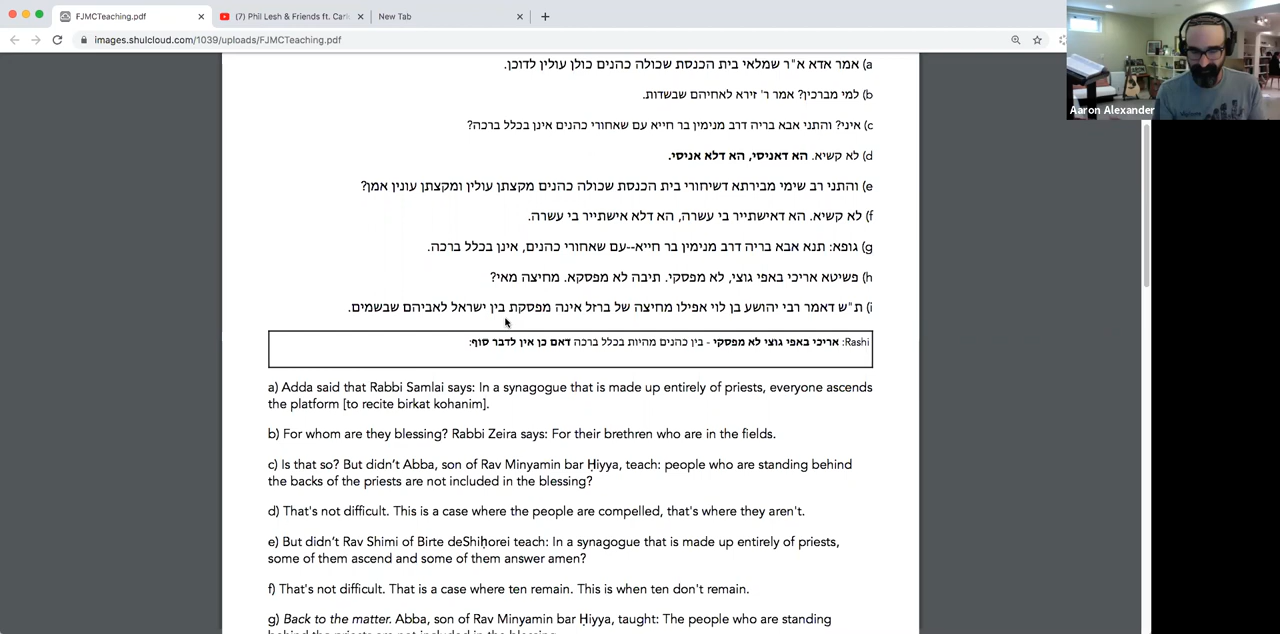 FJMCTeaching.pdf
(7) Phil Lesh & Friends ft. Carl
New Tab
images.shulcloud.com/1039/uploads/FJMCTeaching.pdf
Aaron Alexander
a) אמר אדא א"ר שמלאי בית הכנסת שכולה כהנים כולן עולין לדוכן.
b) למי מברכין? אמר ר' זירא לאחיהם שבשדות.
c) איני? והתני אבא בריה דרב מנימין בר חייא עם שאחורי כהנים אינן בכלל ברכה?
d) לא קשיא. הא דאניסי, הא דלא אניסי.
e) והתני רב שימי מבירתא דשיחורי בית הכנסת שכולה כהנים מקצתן עולין ומקצתן עונין אמן?
f) לא קשיא. הא דאישתייר בי עשרה, הא דלא אישתייר בי עשרה.
g) גופא: תנא אבא בריה דרב מנימין בר חייא--עם שאחורי כהנים, אינן בכלל ברכה.
h) פשיטא אריכי באפי גוצי, לא מפסקי. תיבה לא מפסקא. מחיצה מאי?
i) ת"ש דאמר רבי יהושע בן לוי אפילו מחיצה של ברזל אינה מפסקת בין ישראל לאביהם שבשמים.
Rashi: אריכי באפי גוצי לא מפסקי - בין כהנים מהיות בכלל ברכה דאם כן אין לדבר סוף:
a) Adda said that Rabbi Samlai says: In a synagogue that is made up entirely of priests, everyone ascends
the platform [to recite birkat kohanim].
b) For whom are they blessing? Rabbi Zeira says: For their brethren who are in the fields.
c) Is that so? But didn't Abba, son of Rav Minyamin bar Ḥiyya, teach: people who are standing behind
the backs of the priests are not included in the blessing?
d) That's not difficult. This is a case where the people are compelled, that's where they aren't.
e) But didn't Rav Shimi of Birte deShiḥorei teach: In a synagogue that is made up entirely of priests,
some of them ascend and some of them answer amen?
f) That's not difficult. That is a case where ten remain. This is when ten don't remain.
g) Back to the matter. Abba, son of Rav Minyamin bar Ḥiyya, taught: The people who are standing
behind the priests are not included in the blessing.